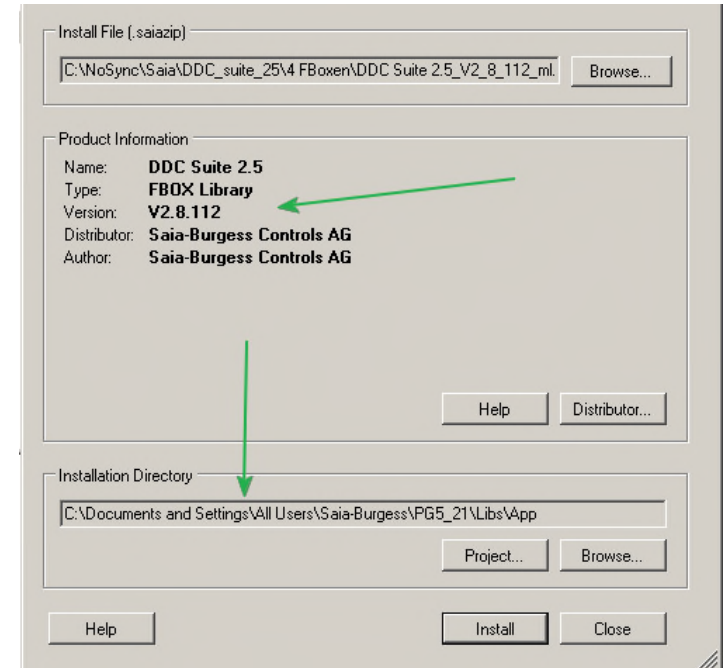 Install File (.saiazip)
C:\NoSync\Saia\DDC_suite_25\4 FBoxen\DDC Suite 2.5_V2_8_112_ml.
Browse...
Product Information
Name: DDC Suite 2.5
Type: FBOX Library
Version: V2.8.112
Distributor: Saia-Burgess Controls AG
Author: Saia-Burgess Controls AG
Help Distributor...
Installation Directory
C:\Documents and Settings\All Users\Saia-Burgess\PG5_21\Libs\App
Project... Browse...
Help Install Close